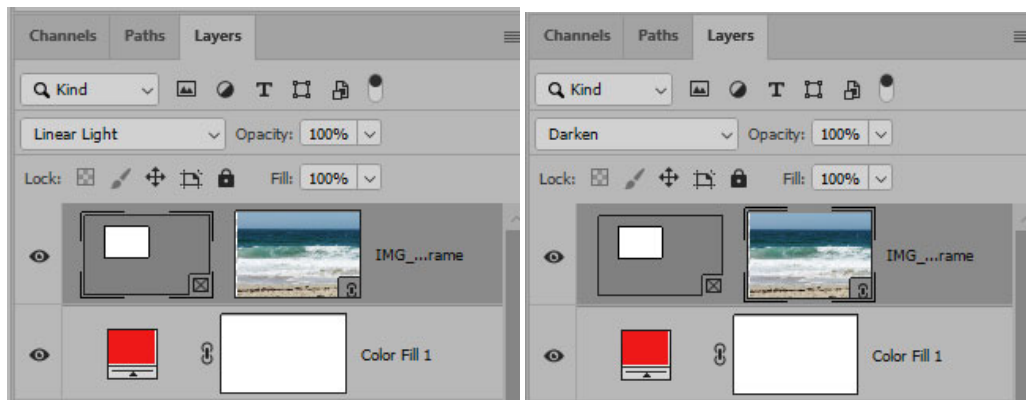 Channels Paths Layers
Kind
Linear Light Opacity: 100%
Lock: Fill: 100%
IMG_...rame
Color Fill 1
Channels Paths Layers
Kind
Darken Opacity: 100%
Lock: Fill: 100%
IMG_...rame
Color Fill 1